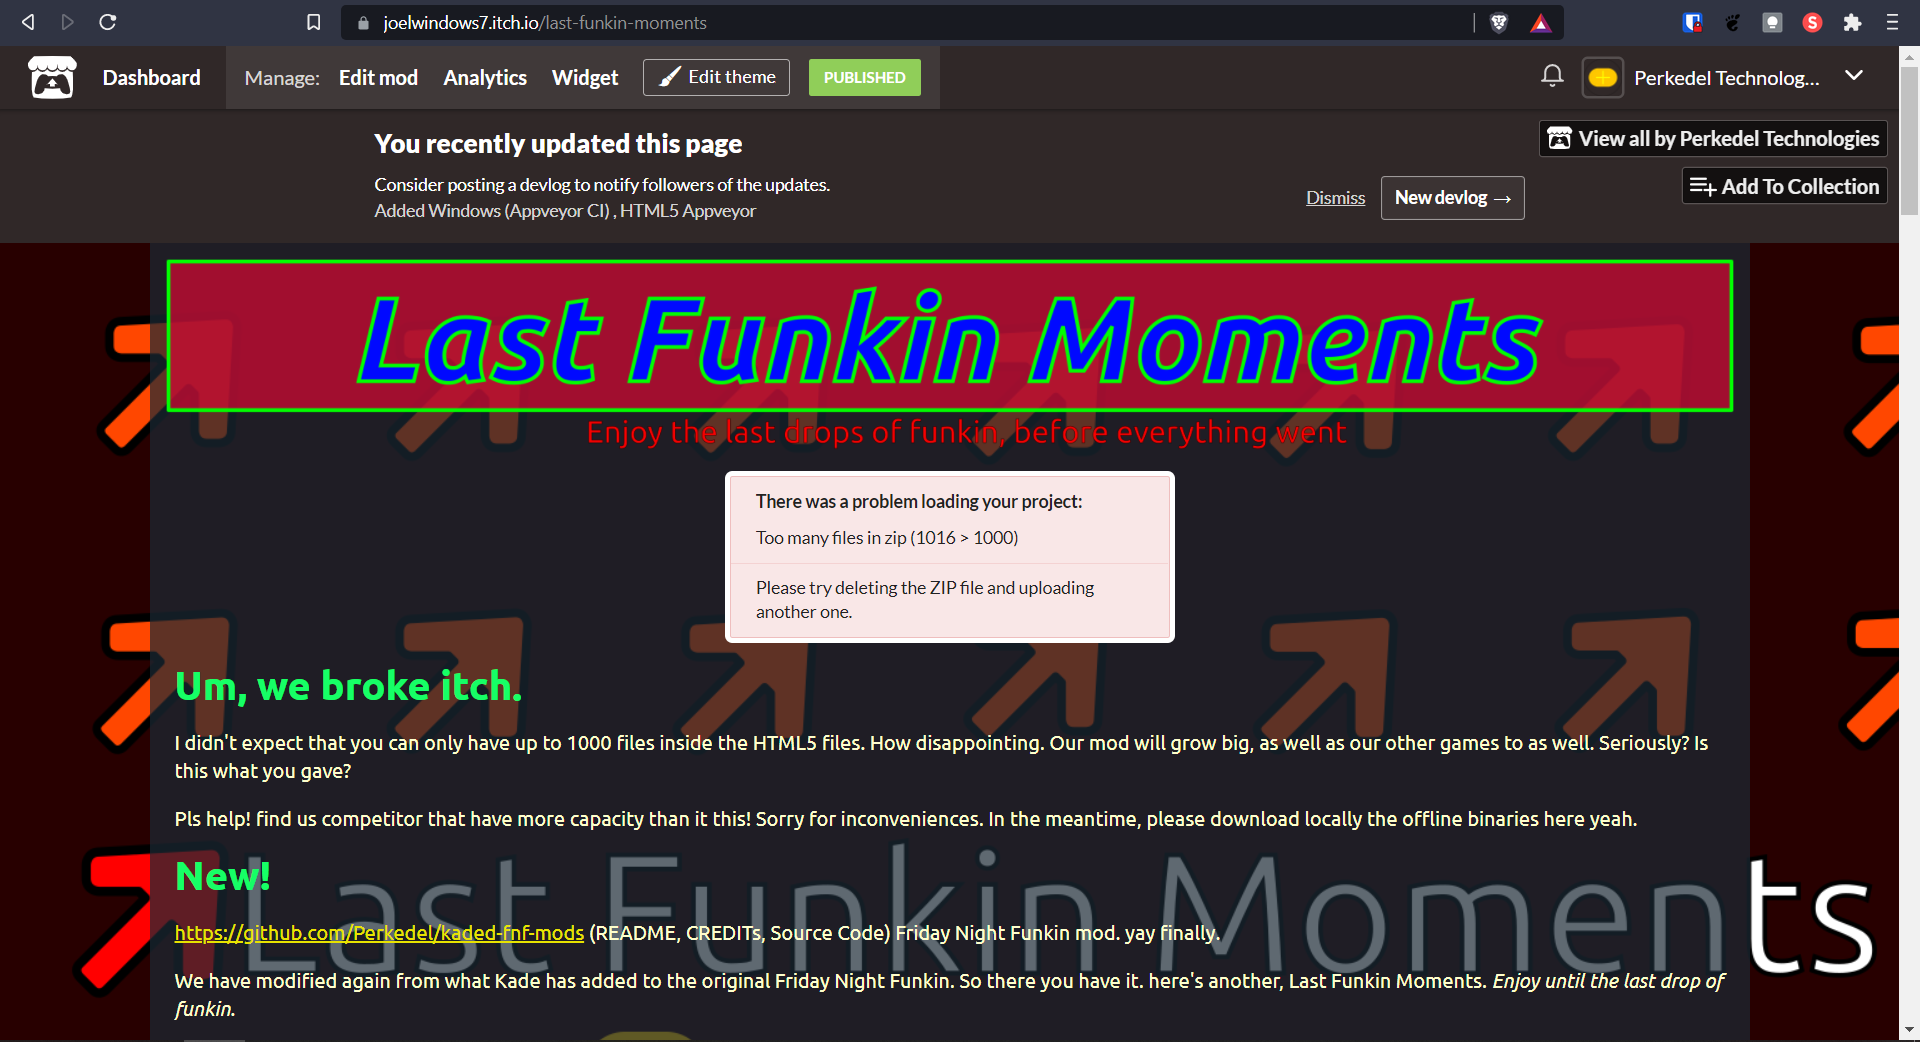 joelwindows7.itch.io/last-funkin-moments
Dashboard
Manage: Edit mod Analytics Widget Edit theme PUBLISHED
Perkedel Technolog...
You recently updated this page
Consider posting a devlog to notify followers of the updates.
Added Windows (Appveyor CI) , HTML5 Appveyor
Dismiss
New devlog →
View all by Perkedel Technologies
Add To Collection
Last Funkin Moments
Enjoy the last drops of funkin, before everything went
There was a problem loading your project:
Too many files in zip (1016 > 1000)
Please try deleting the ZIP file and uploading
another one.
Um, we broke itch.
I didn't expect that you can only have up to 1000 files inside the HTML5 files. How disappointing. Our mod will grow big, as well as our other games to as well. Seriously? Is
this what you gave?
Pls help! find us competitor that have more capacity than it this! Sorry for inconveniences. In the meantime, please download locally the offline binaries here yeah.
New!
Last Funkin Moments
https://github.com/Perkedel/kaded-fnf-mods (README, CREDITs, Source Code) Friday Night Funkin mod. yay finally.
We have modified again from what Kade has added to the original Friday Night Funkin. So there you have it. here's another, Last Funkin Moments. Enjoy until the last drop of
funkin.